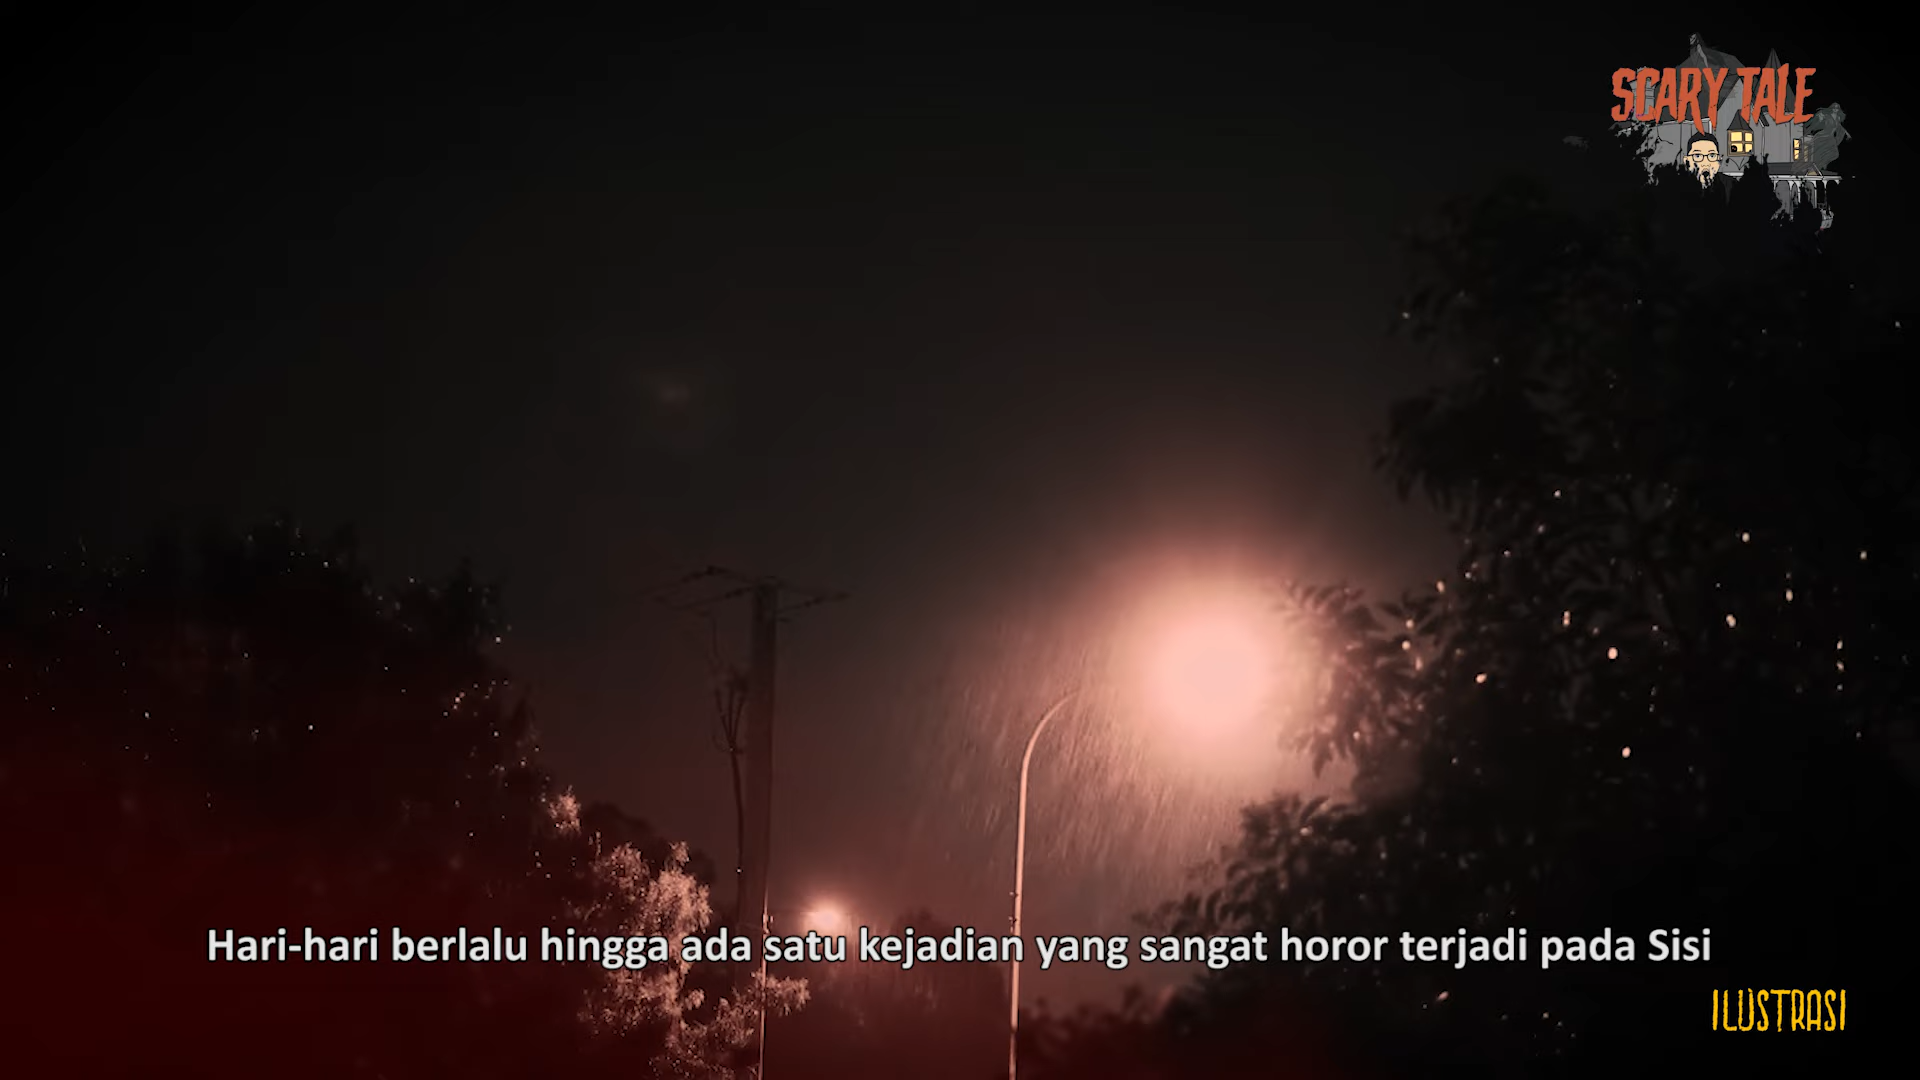 SCARY TALE
Hari-hari berlalu hingga ada satu kejadian yang sangat horor terjadi pada Sisi
ILUSTRASI